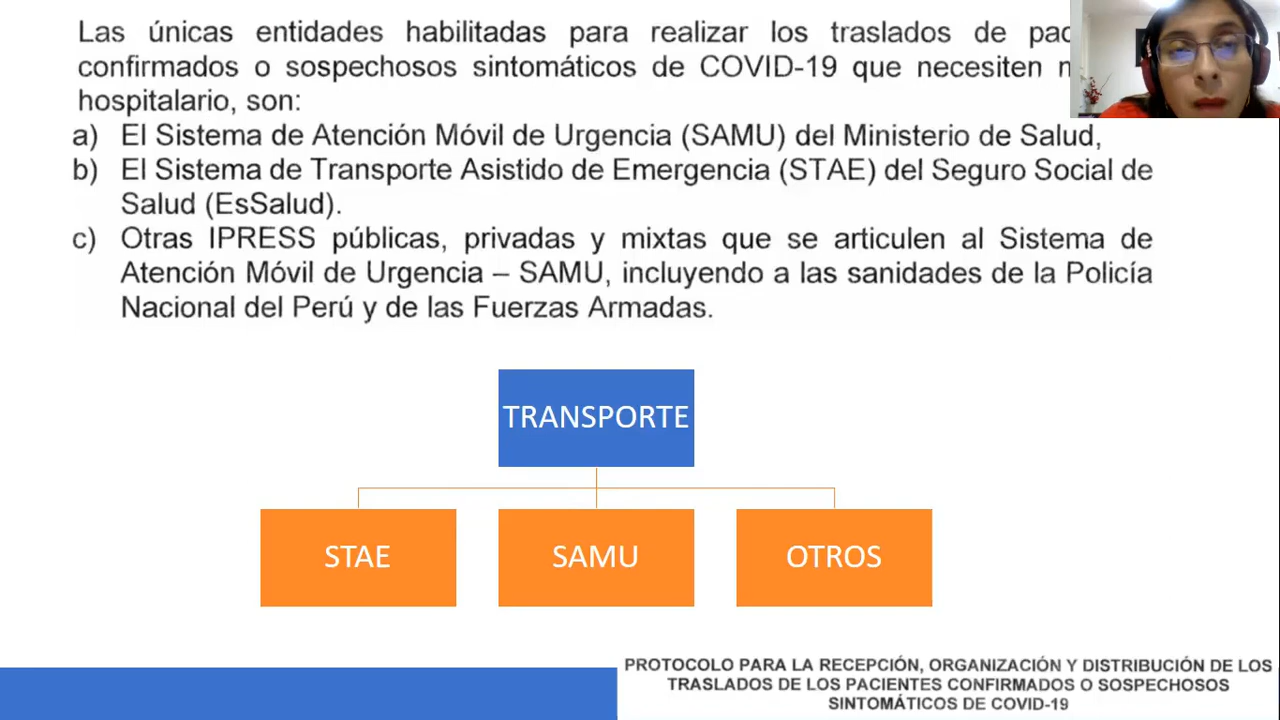 Las únicas entidades habilitadas para realizar los traslados de
confirmados o sospechosos sintomáticos de COVID-19 que necesiten
hospitalario, son:
a) El Sistema de Atención Móvil de Urgencia (SAMU) del Ministerio de Salud,
b) El Sistema de Transporte Asistido de Emergencia (STAE) del Seguro Social de
Salud (EsSalud).
c) Otras IPRESS públicas, privadas y mixtas que se articulen al Sistema de
Atención Móvil de Urgencia – SAMU, incluyendo a las sanidades de la Policía
Nacional del Perú y de las Fuerzas Armadas.
TRANSPORTE
STAE
SAMU
OTROS
PROTOCOLO PARA LA RECEPCIÓN, ORGANIZACIÓN Y DISTRIBUCIÓN DE LOS
TRASLADOS DE LOS PACIENTES CONFIRMADOS O SOSPECHOSOS
SINTOMÁTICOS DE COVID-19